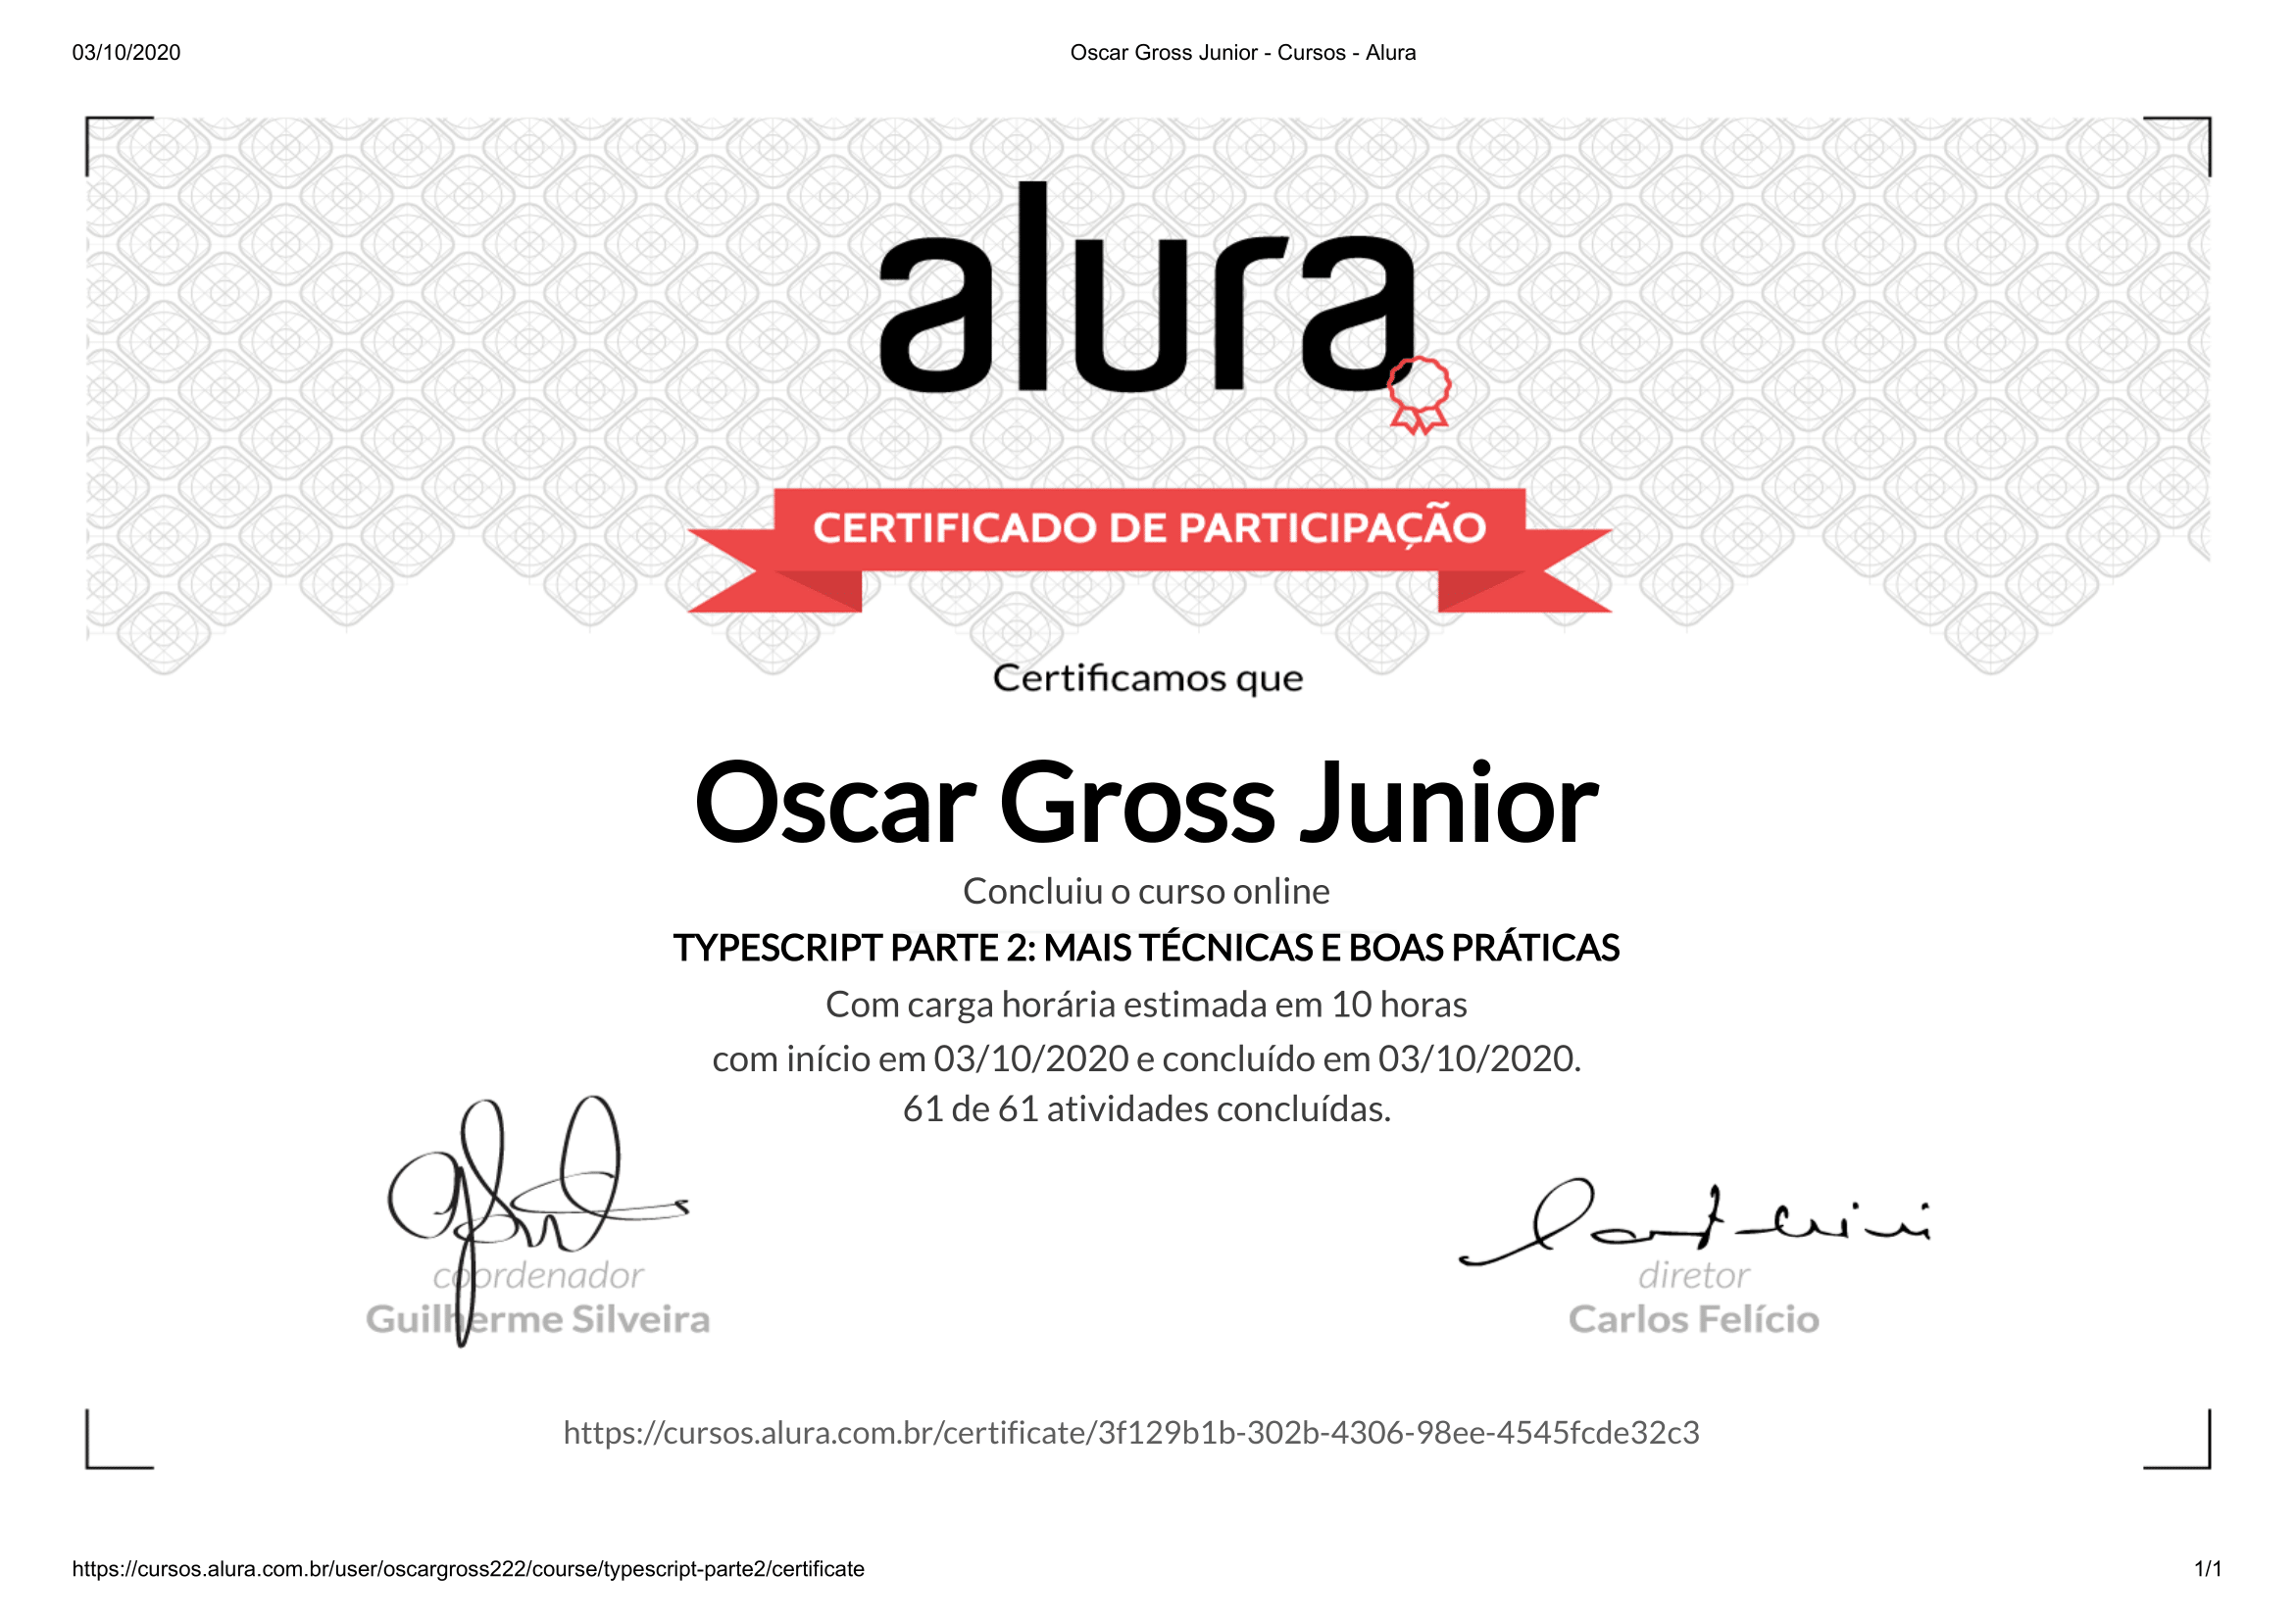 03/10/2020
Oscar Gross Junior - Cursos - Alura
alura
CERTIFICADO DE PARTICIPAÇÃO
Certificamos que
Oscar Gross Junior
Concluiu o curso online
TYPESCRIPT PARTE 2: MAIS TÉCNICAS E BOAS PRÁTICAS
Com carga horária estimada em 10 horas
com início em 03/10/2020 e concluído em 03/10/2020.
61 de 61 atividades concluídas.
coordenador
Guilherme Silveira
diretor
Carlos Felício
https://cursos.alura.com.br/certificate/3f129b1b-302b-4306-98ee-4545fcde32c3
https://cursos.alura.com.br/user/oscargross222/course/typescript-parte2/certificate
1/1